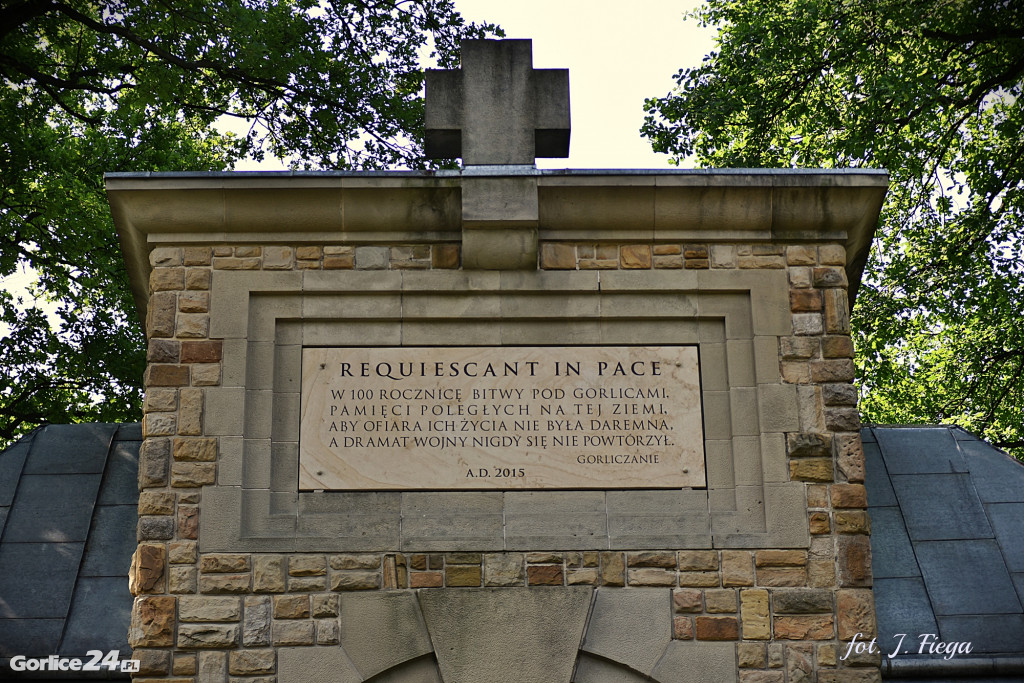 REQUIESCANT IN PACE
W 100 ROCZNICĘ BITWY POD GORLICAMI,
PAMIĘCI POLEGŁYCH NA TEJ ZIEMI,
ABY OFIARA ICH ŻYCIA NIE BYŁA DAREMNA,
A DRAMAT WOJNY NIGDY SIĘ NIE POWTÓRZYŁ.
GORLICZANIE
A.D. 2015
Gorlice24.PL
fot. J. Fiega